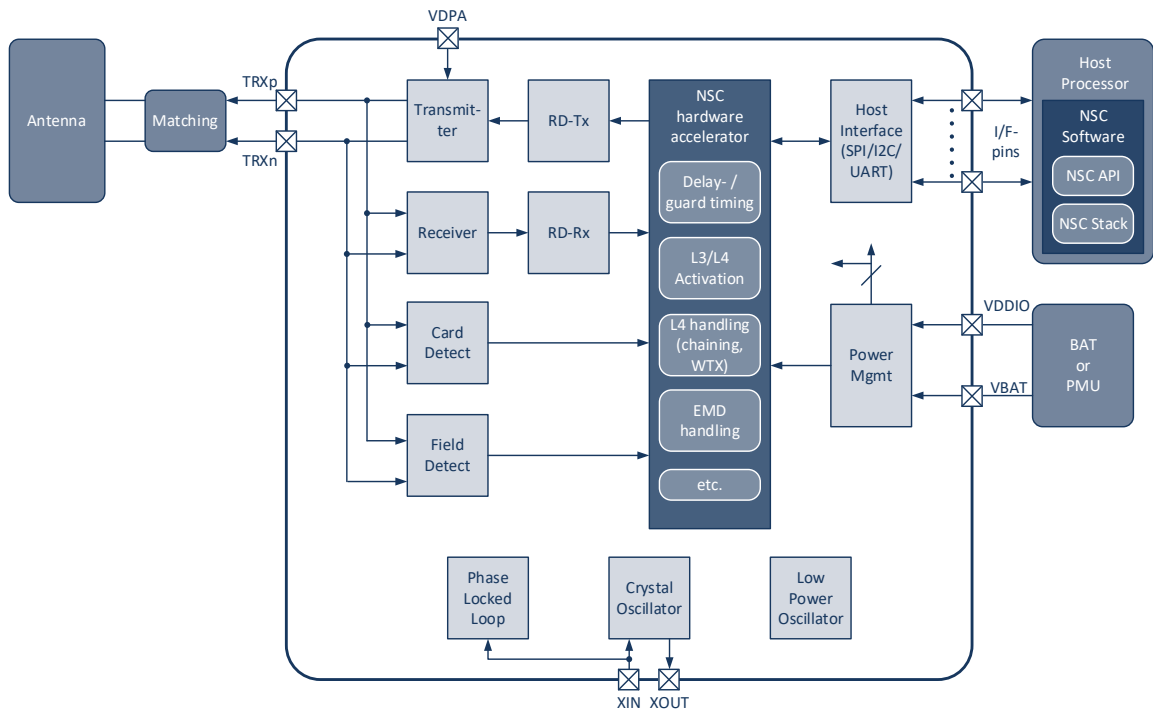 VDPA
Antenna
Matching
TRXp
TRXn
Transmit-
ter
RD-Tx
NSC
hardware
accelerator
Delay- /
guard timing
L3/L4
Activation
L4 handling
(chaining,
WTX)
EMD
handling
etc.
Host
Interface
(SPI/I2C/
UART)
I/F-
pins
Host
Processor
NSC
Software
NSC API
NSC Stack
Receiver
RD-Rx
Card
Detect
Field
Detect
Power
Mgmt
VDDIO
VBAT
BAT
or
PMU
Phase
Locked
Loop
Crystal
Oscillator
Low
Power
Oscillator
XIN
XOUT